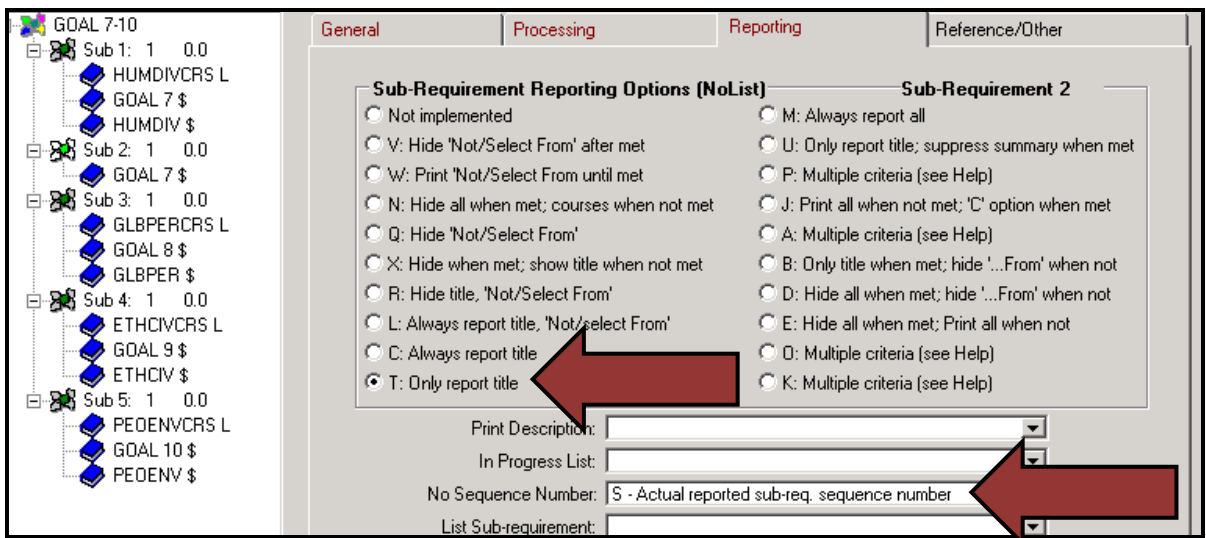 GOAL 7-10
Sub 1: 1 0.0
HUMDIVCRS L
GOAL 7 $
HUMDIV $
Sub 2: 1 0.0
GOAL 7 $
Sub 3: 1 0.0
GLBPERCRS L
GOAL 8 $
GLBPER $
Sub 4: 1 0.0
ETHCIVCRS L
GOAL 9 $
ETHCIV $
Sub 5: 1 0.0
PEOENVCRS L
GOAL 10 $
PEOENV $
General Processing Reporting Reference/Other
Sub-Requirement Reporting Options (NoList) Sub-Requirement 2
Not implemented
V: Hide 'Not/Select From' after met
W: Print 'Not/Select From until met
N: Hide all when met; courses when not met
Q: Hide 'Not/Select From'
X: Hide when met; show title when not met
R: Hide title, 'Not/Select From'
L: Always report title, 'Not/select From'
C: Always report title
T: Only report title
M: Always report all
U: Only report title; suppress summary when met
P: Multiple criteria (see Help)
J: Print all when not met; 'C' option when met
A: Multiple criteria (see Help)
B: Only title when met; hide '...From' when not
D: Hide all when met; hide '...From' when not
E: Hide all when met; Print all when not
O: Multiple criteria (see Help)
K: Multiple criteria (see Help)
Print Description:
In Progress List:
No Sequence Number: S - Actual reported sub-req. sequence number
List Sub-requirement: